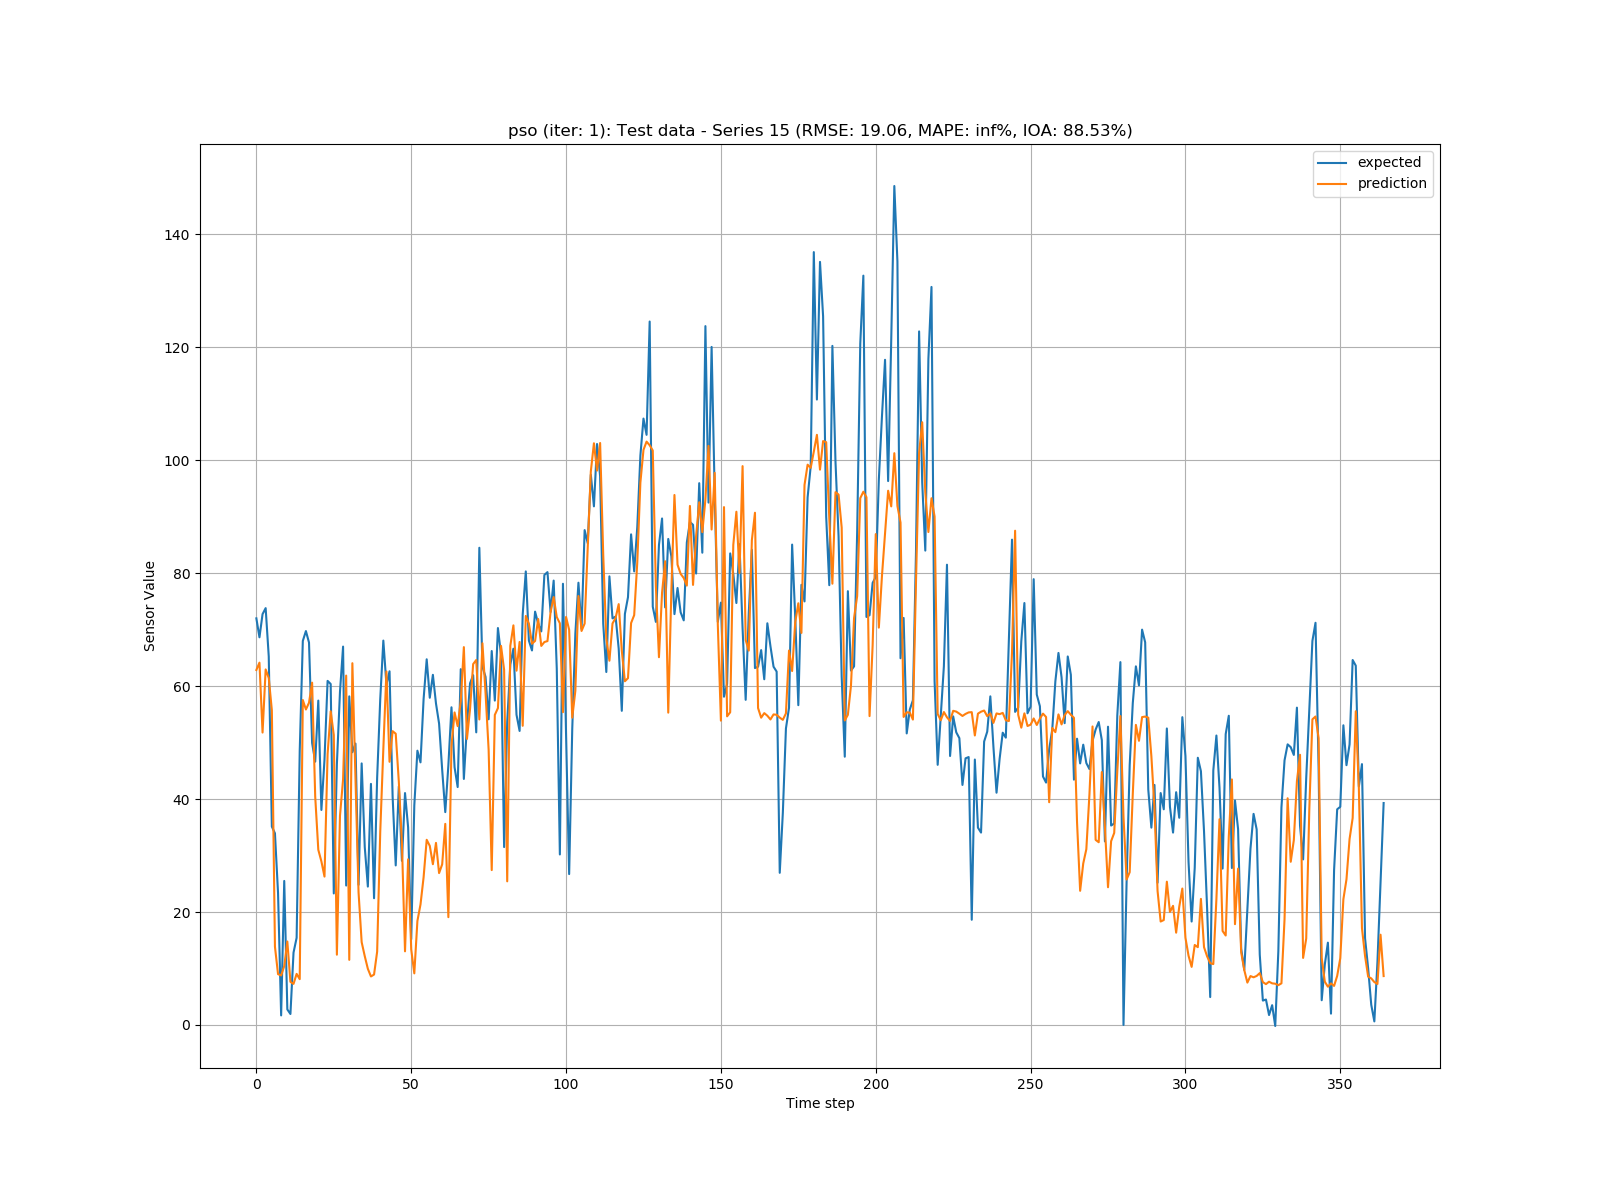 pso (iter: 1): Test data - Series 15 (RMSE: 19.06, MAPE: inf%, IOA: 88.53%)
expected
prediction
Sensor Value
140
120
100
80
60
40
20
0
0 50 100 150 200 250 300 350
Time step